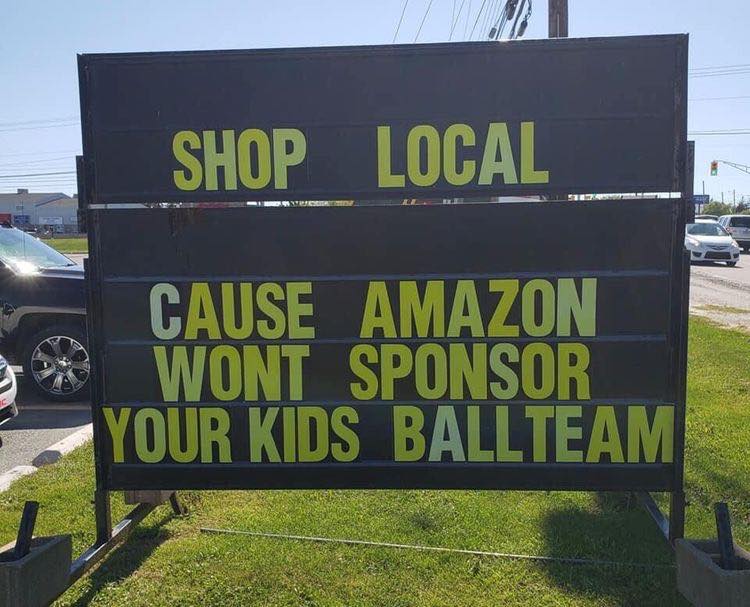 SHOP LOCAL
CAUSE AMAZON
WONT SPONSOR
YOUR KIDS BALLTEAM